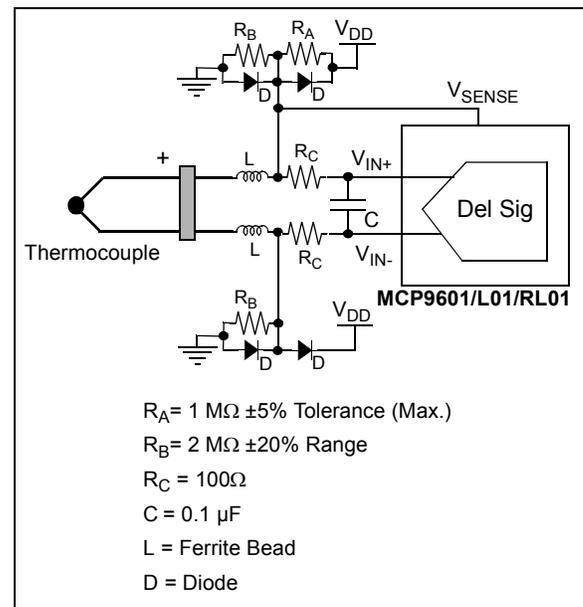 R_B R_A V_DD
D D
V_SENSE
+ L R_C V_IN+
C
Del Sig
Thermocouple
L R_C V_IN-
MCP9601/L01/RL01
R_B V_DD
D D
R_A= 1 MΩ ±5% Tolerance (Max.)
R_B= 2 MΩ ±20% Range
R_C = 100Ω
C = 0.1 µF
L = Ferrite Bead
D = Diode